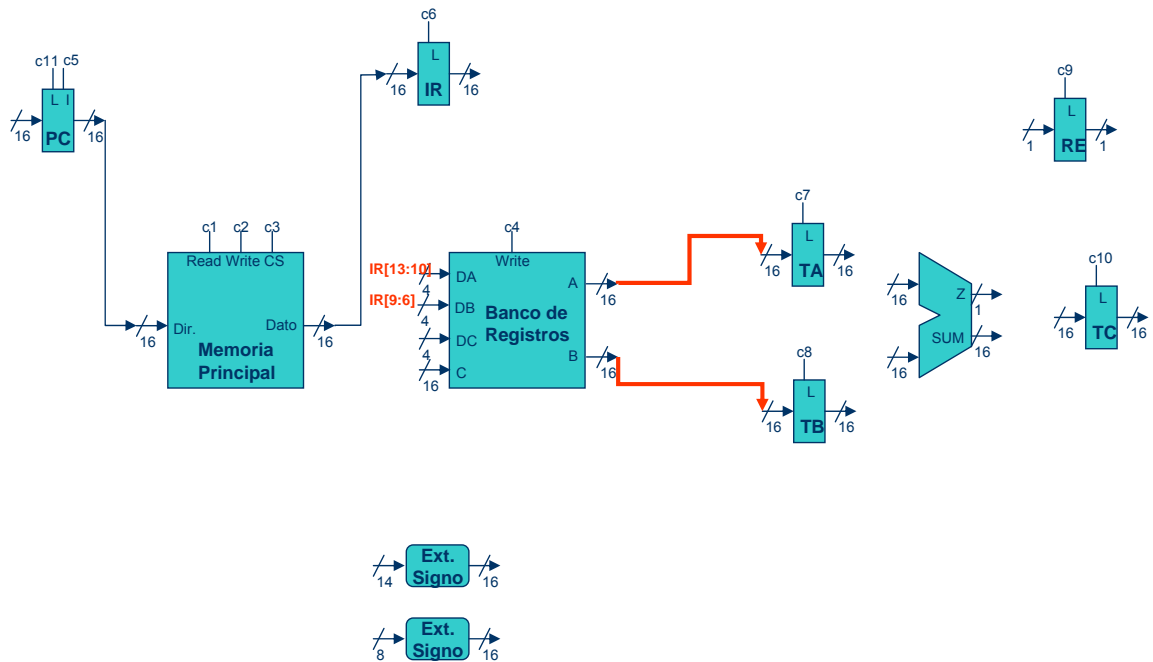 c6
L
IR
16
16
c11 c5
L I
PC
16
16
c9
L
RE
1
1
c1 c2 c3
Read Write CS
Dir.
Dato
Memoria
Principal
16
16
c4
Write
IR[13:10]
IR[9:6]
DA
DB
DC
C
4
4
4
16
A
B
Banco de
Registros
16
16
c7
L
TA
16
16
c8
L
TB
16
16
Z
SUM
16
16
1
16
c10
L
TC
16
16
Ext.
Signo
14
16
Ext.
Signo
8
16